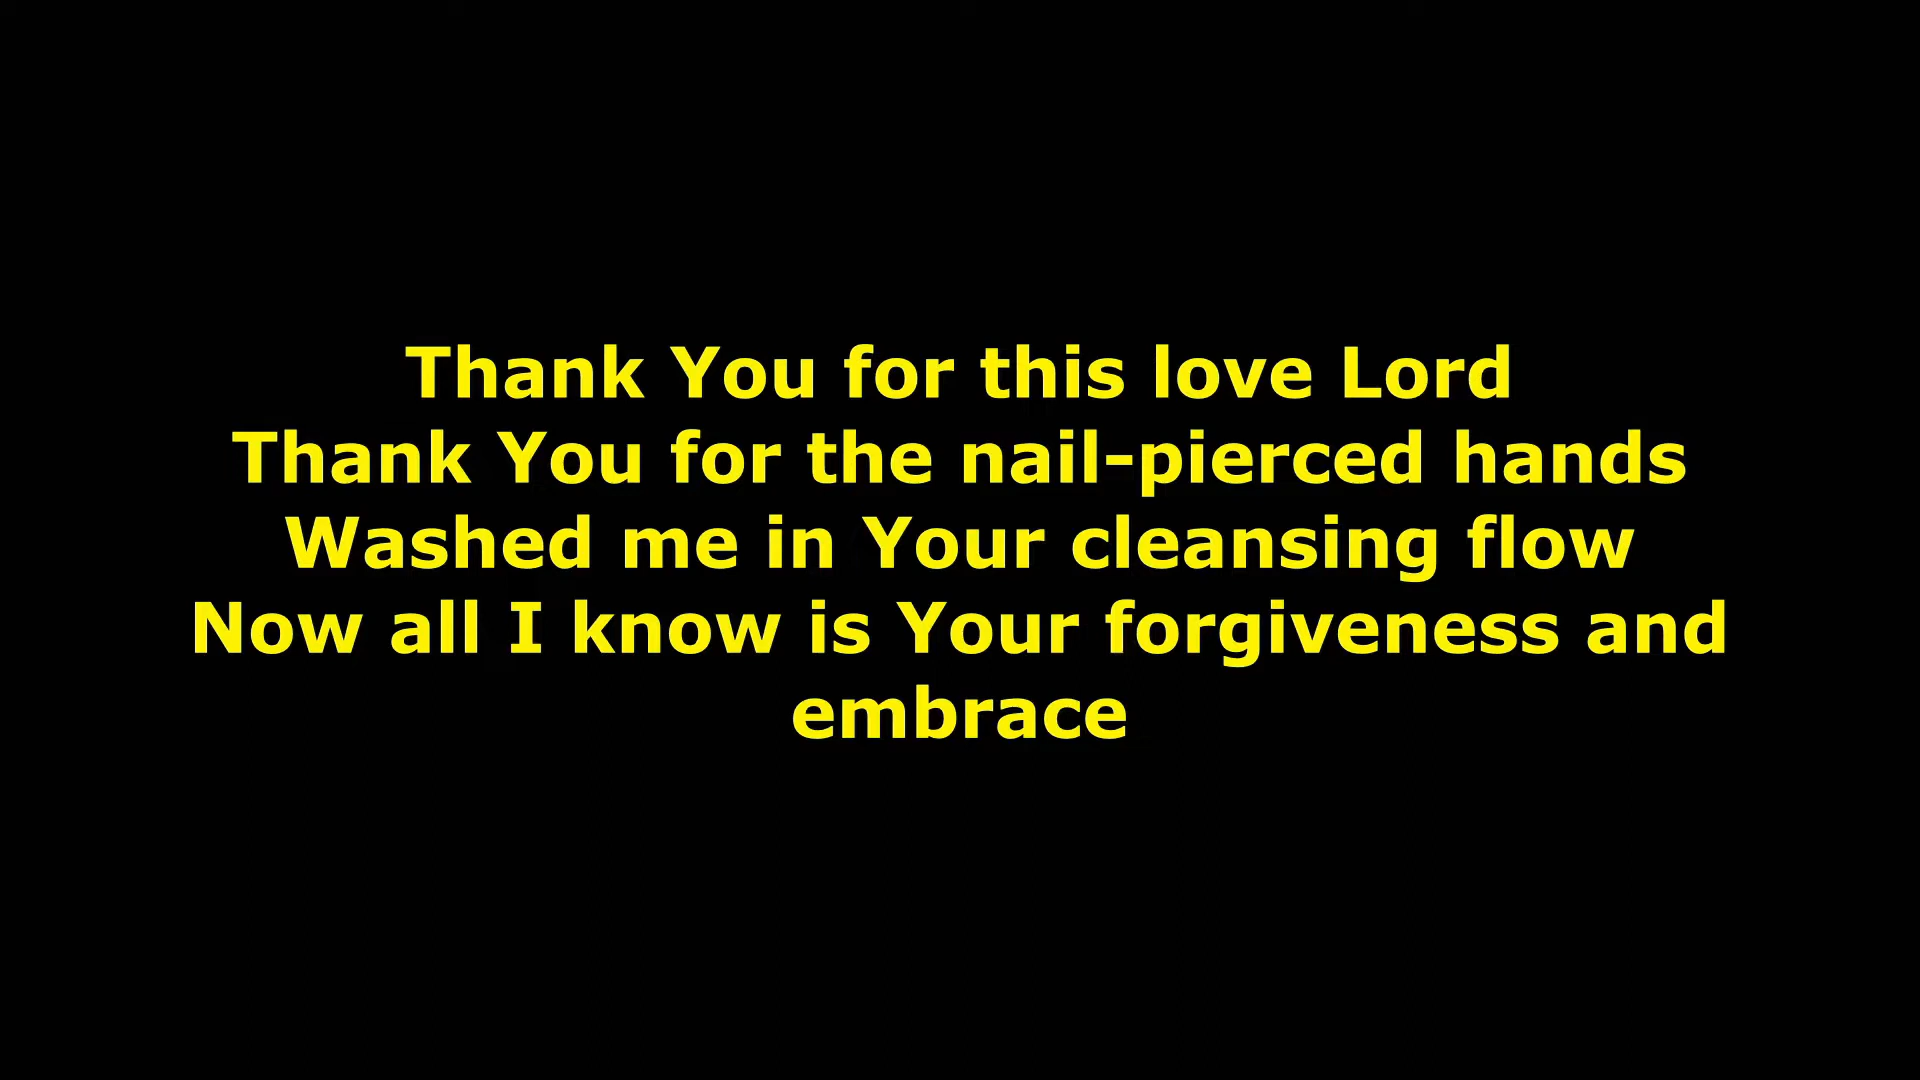 Thank You for this love Lord
Thank You for the nail-pierced hands
Washed me in Your cleansing flow
Now all I know is Your forgiveness and
embrace